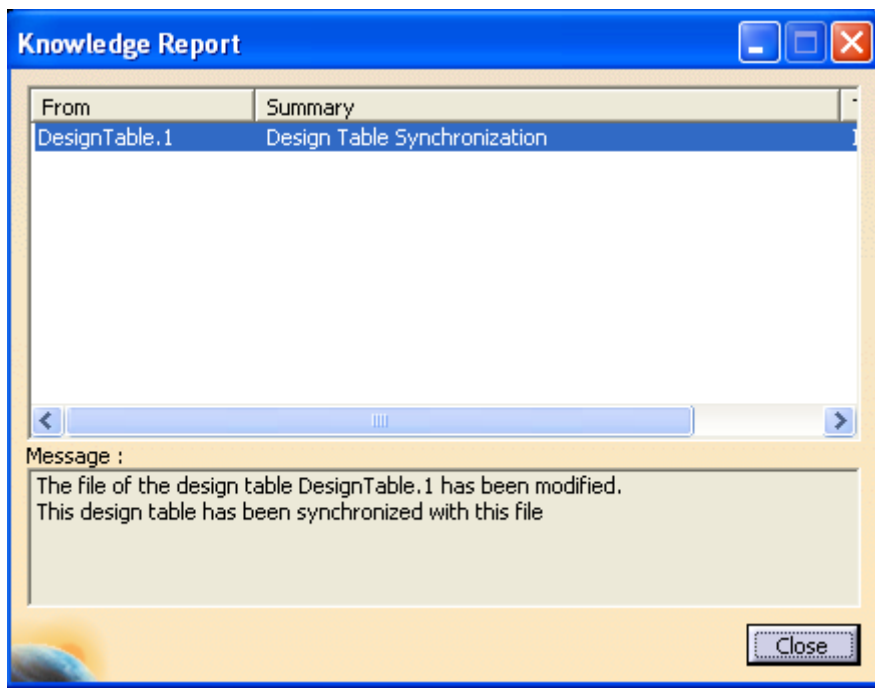 Knowledge Report
From Summary
DesignTable.1 Design Table Synchronization
Message :
The file of the design table DesignTable.1 has been modified.
This design table has been synchronized with this file
Close